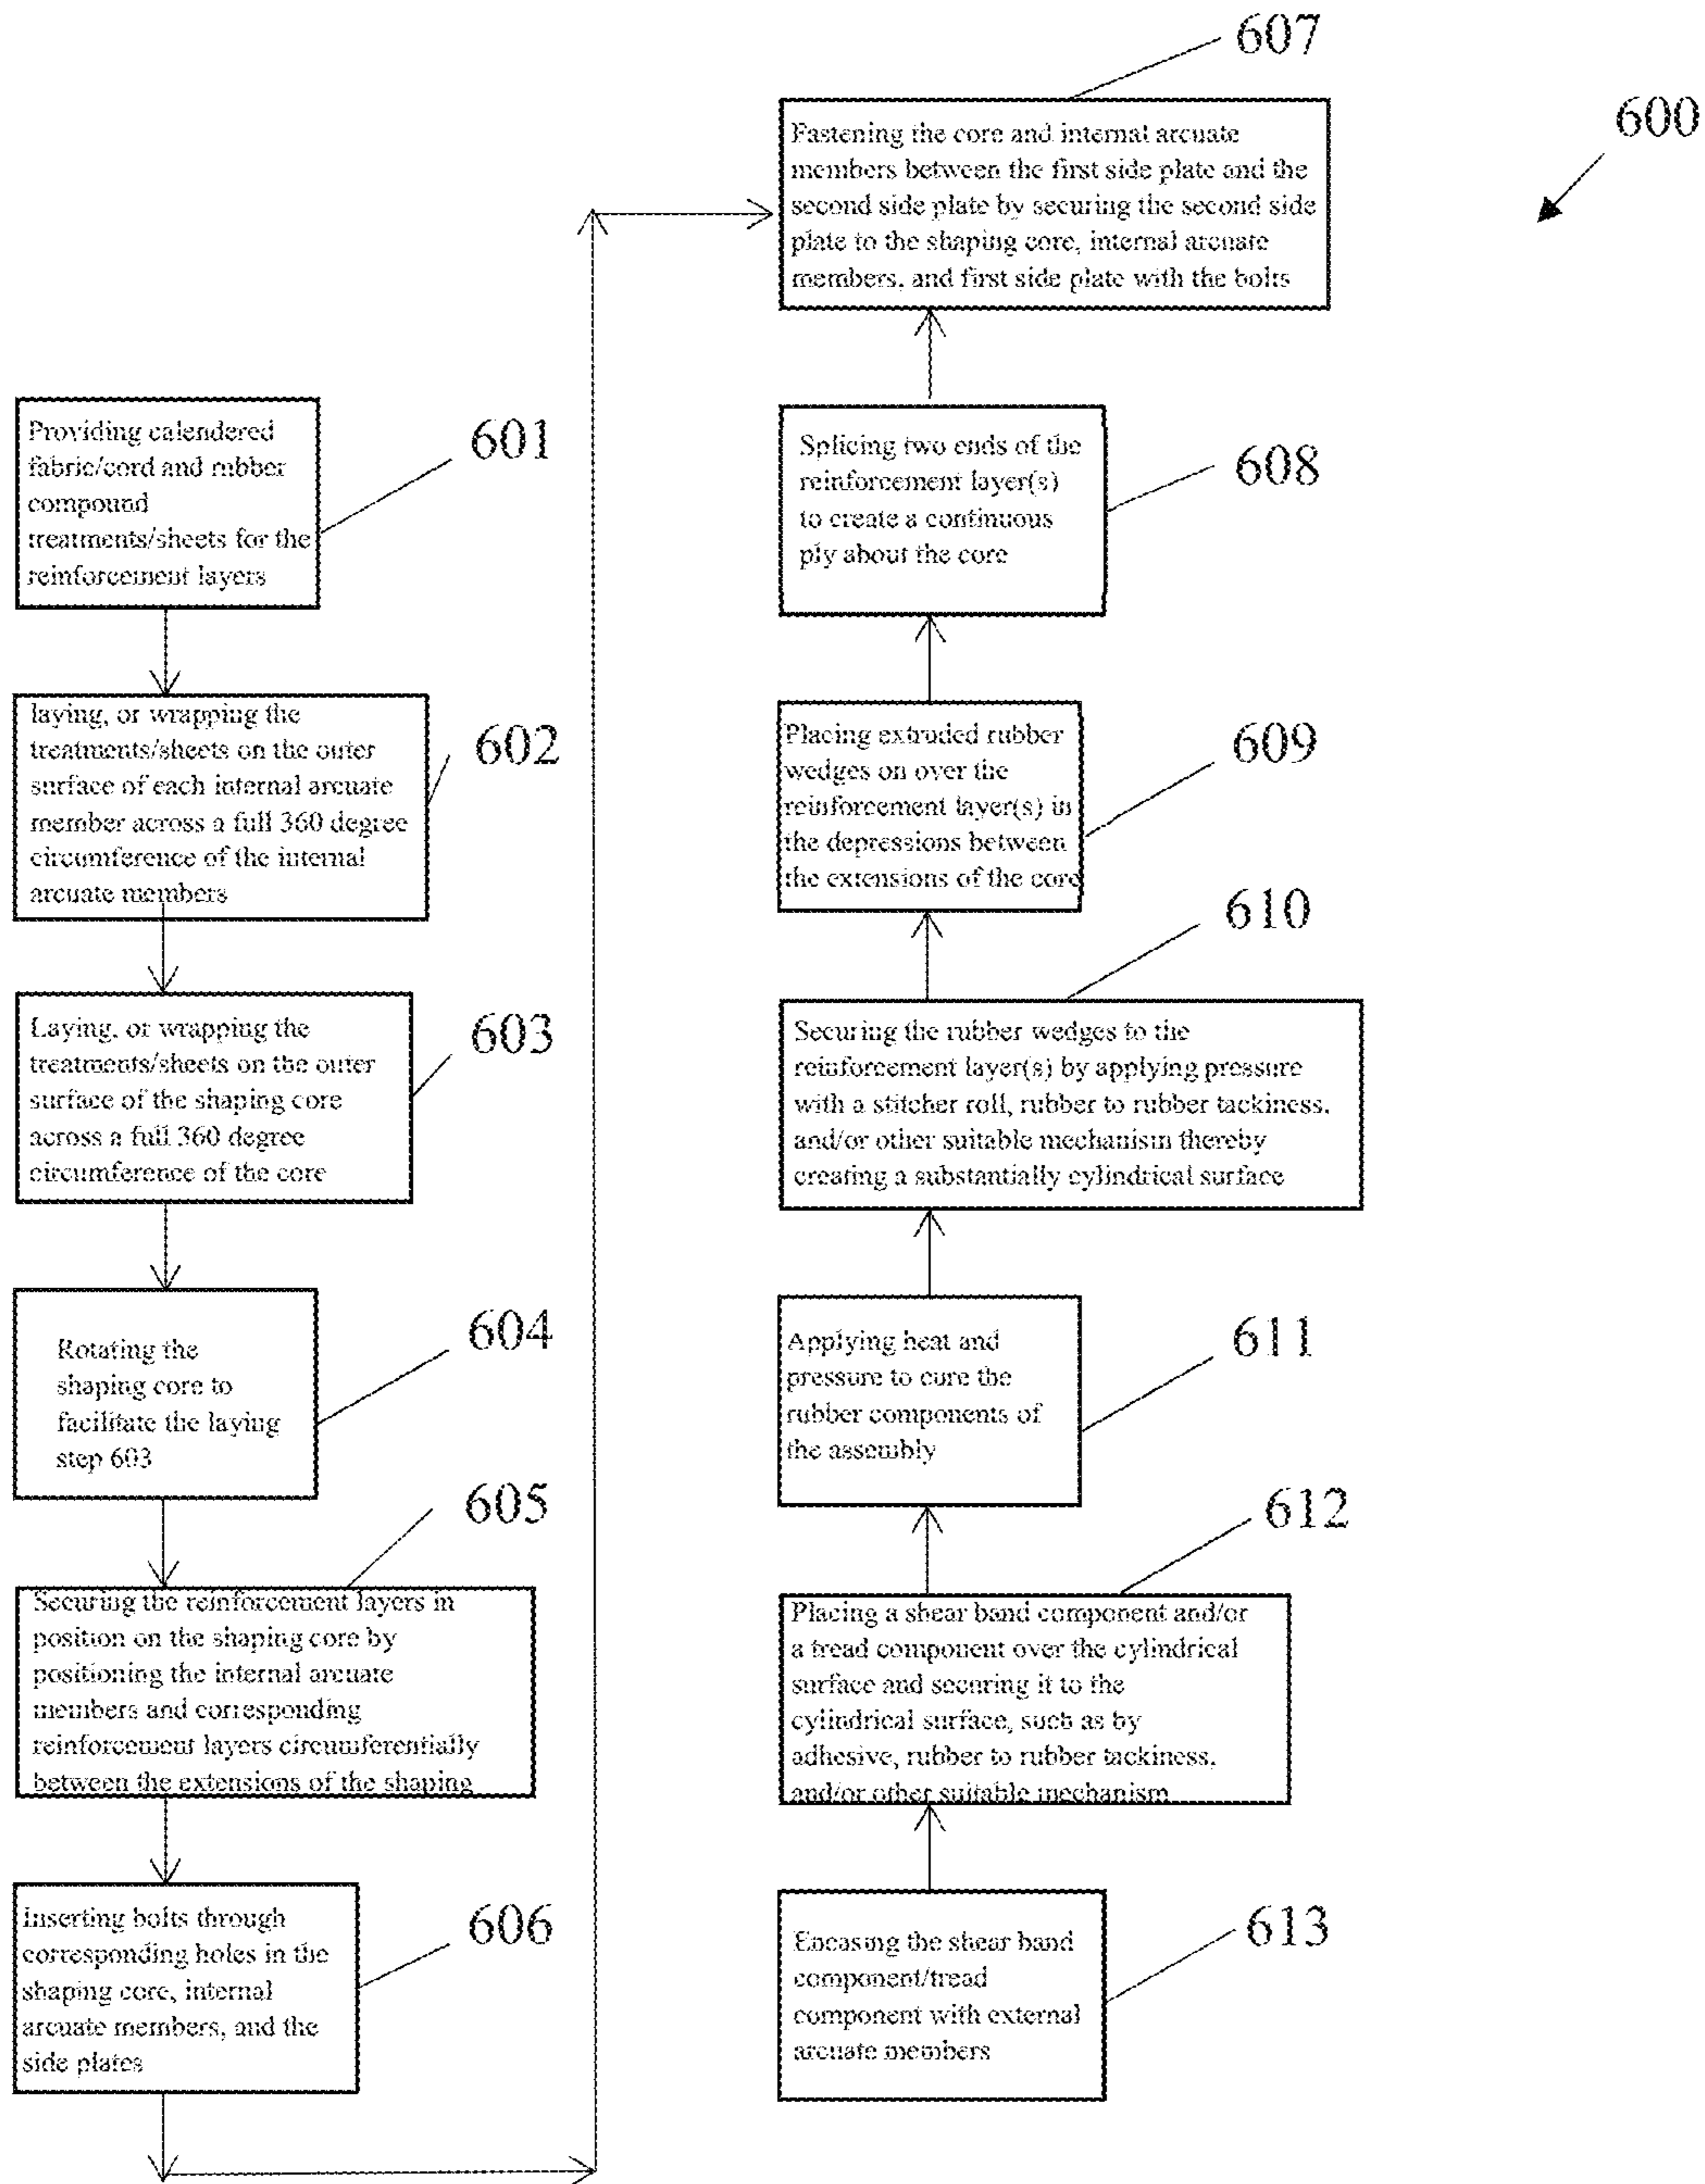 600
601
Providing calendered
fabric/cord and rubber
compound
treatments/sheets for the
reinforcement layers
602
laying, or wrapping the
treatments/sheets on the outer
surface of each internal arcuate
member across a full 360 degree
circumference of the internal
arcuate members
603
Laying, or wrapping the
treatments/sheets on the outer
surface of the shaping core
across a full 360 degree
circumference of the core
604
Rotating the
shaping core to
facilitate the laying
step 603
605
Securing the reinforcement layers in
position on the shaping core by
positioning the internal arcuate
members and corresponding
reinforcement layers circumferentially
between the extensions of the shaping
606
Inserting bolts through
corresponding holes in the
shaping core, internal
arcuate members, and the
side plates
607
Fastening the core and internal arcuate
members between the first side plate and the
second side plate by securing the second side
plate to the shaping core, internal arcuate
members, and first side plate with the bolts
608
Splicing two ends of the
reinforcement layer(s)
to create a continuous
ply about the core
609
Placing extruded rubber
wedges on over the
reinforcement layer(s) in
the depressions between
the extensions of the core
610
Securing the rubber wedges to the
reinforcement layer(s) by applying pressure
with a stitcher roll, rubber to rubber tackiness,
and/or other suitable mechanism thereby
creating a substantially cylindrical surface
611
Applying heat and
pressure to cure the
rubber components of
the assembly
612
Placing a shear band component and/or
a tread component over the cylindrical
surface and securing it to the
cylindrical surface, such as by
adhesive, rubber to rubber tackiness,
and/or other suitable mechanism
613
Encasing the shear band
component/tread
component with external
arcuate members